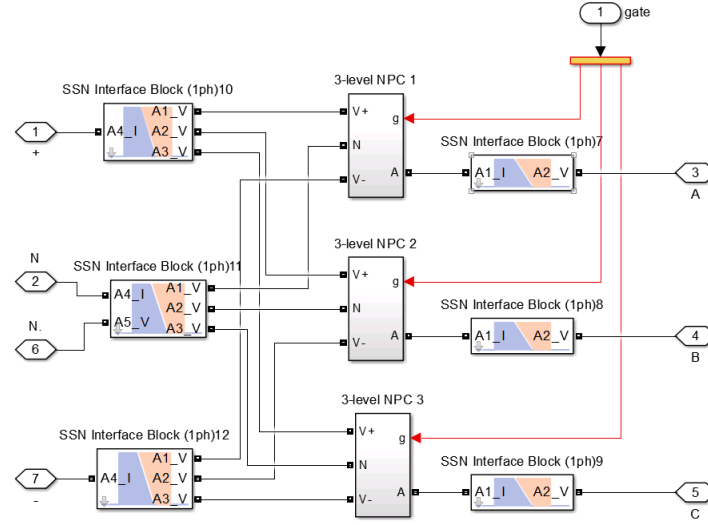 1
gate
SSN Interface Block (1ph)10
A4_I
A1_V
A2_V
A3_V
1
+
3-level NPC 1
V+
N
V-
g
A
SSN Interface Block (1ph)7
A1_I
A2_V
3
A
N
2
N.
6
SSN Interface Block (1ph)11
A4_I
A5_V
A1_V
A2_V
A3_V
3-level NPC 2
V+
N
V-
g
A
SSN Interface Block (1ph)8
A1_I
A2_V
4
B
SSN Interface Block (1ph)12
A4_I
A1_V
A2_V
A3_V
7
-
3-level NPC 3
V+
N
V-
g
A
SSN Interface Block (1ph)9
A1_I
A2_V
5
C